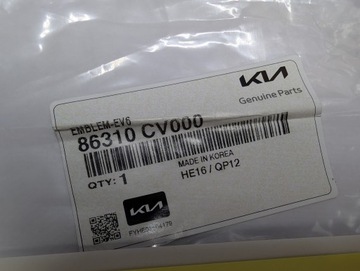 KIA
Genuine Parts
EMBLEM-EV6
86310 CV000
MADE IN KOREA
QTY: 1
HE16 / QP12
KIA